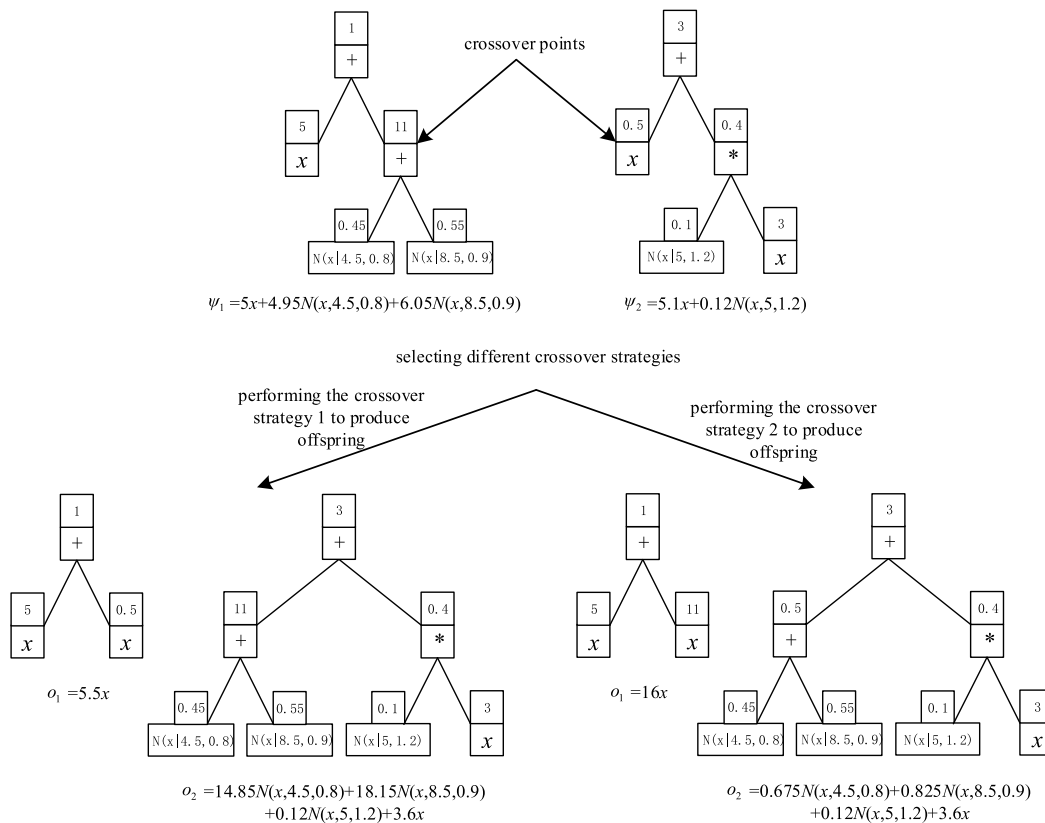 1
+
crossover points
3
+
5
x
11
+
0.5
x
0.4
*
0.45
N(x|4.5,0.8)
0.55
N(x|8.5,0.9)
0.1
N(x|5,1.2)
3
x
ψ₁ =5x+4.95N(x,4.5,0.8)+6.05N(x,8.5,0.9)
ψ₂ =5.1x+0.12N(x,5,1.2)
selecting different crossover strategies
performing the crossover
strategy 1 to produce
offspring
performing the crossover
strategy 2 to produce
offspring
1
+
5
x
0.5
x
o₁ =5.5x
3
+
11
+
0.4
*
0.45
N(x|4.5,0.8)
0.55
N(x|8.5,0.9)
0.1
N(x|5,1.2)
3
x
o₂ =14.85N(x,4.5,0.8)+18.15N(x,8.5,0.9)
+0.12N(x,5,1.2)+3.6x
1
+
5
x
11
x
o₁ =16x
3
+
0.5
+
0.4
*
0.45
N(x|4.5,0.8)
0.55
N(x|8.5,0.9)
0.1
N(x|5,1.2)
3
x
o₂ =0.675N(x,4.5,0.8)+0.825N(x,8.5,0.9)
+0.12N(x,5,1.2)+3.6x